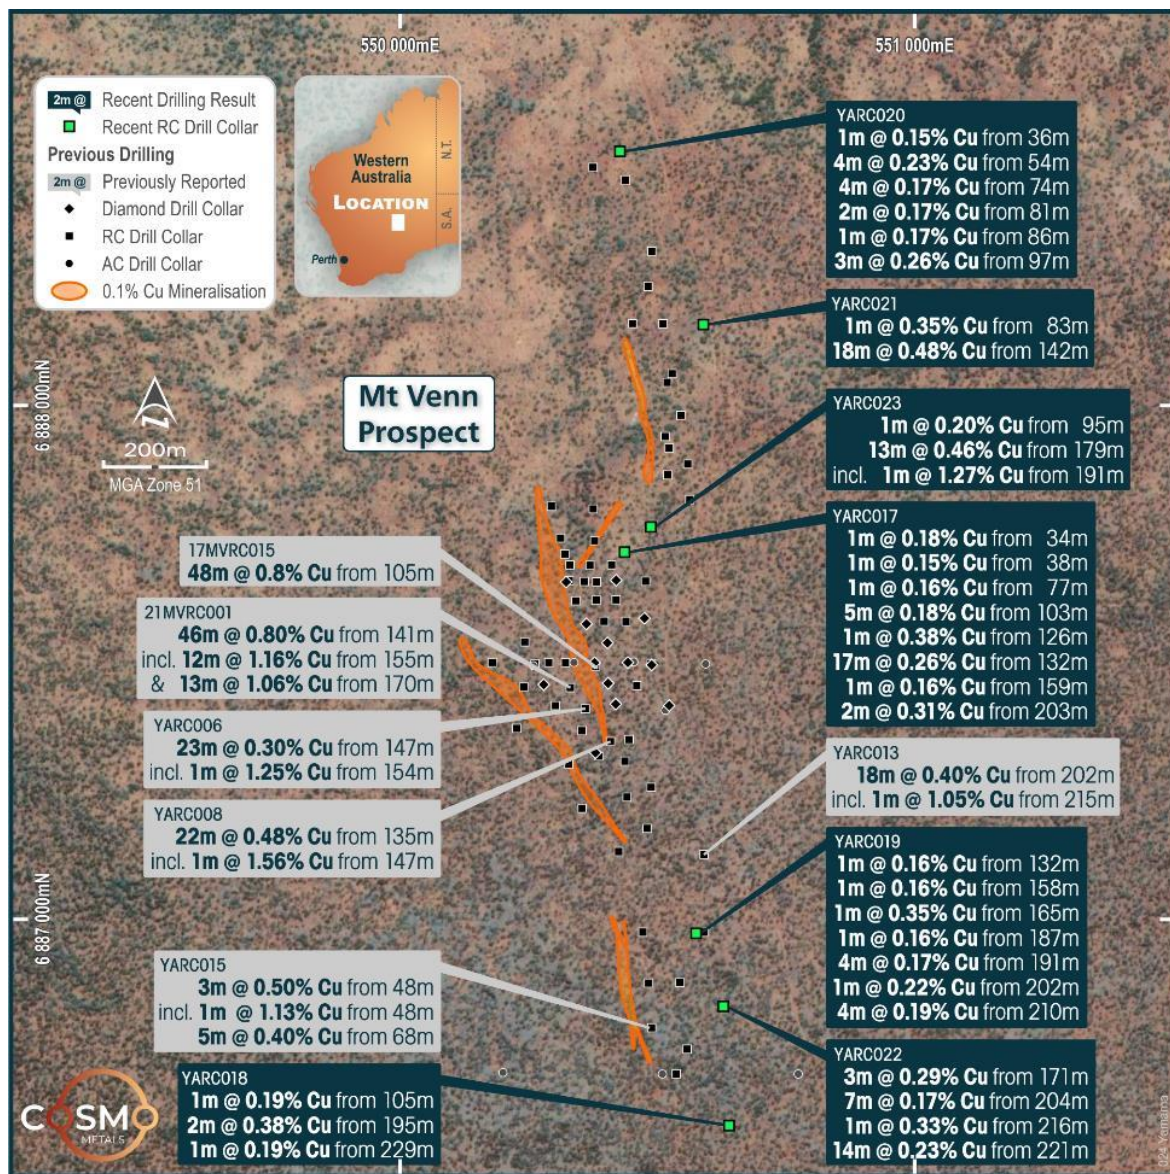 550 000mE
551 000mE
2m @ Recent Drilling Result
Recent RC Drill Collar
Previous Drilling
2m @ Previously Reported
Diamond Drill Collar
RC Drill Collar
AC Drill Collar
0.1% Cu Mineralisation
Western
Australia
LOCATION
N.T.
S.A.
Perth
6 888 000mN
200m
MGA Zone 51
Mt Venn
Prospect
YARC020
1m @ 0.15% Cu from 36m
4m @ 0.23% Cu from 54m
4m @ 0.17% Cu from 74m
2m @ 0.17% Cu from 81m
1m @ 0.17% Cu from 86m
3m @ 0.26% Cu from 97m
YARC021
1m @ 0.35% Cu from 83m
18m @ 0.48% Cu from 142m
YARC023
1m @ 0.20% Cu from 95m
13m @ 0.46% Cu from 179m
incl. 1m @ 1.27% Cu from 191m
YARC017
1m @ 0.18% Cu from 34m
1m @ 0.15% Cu from 38m
1m @ 0.16% Cu from 77m
5m @ 0.18% Cu from 103m
1m @ 0.38% Cu from 126m
17m @ 0.26% Cu from 132m
1m @ 0.16% Cu from 159m
2m @ 0.31% Cu from 203m
17MVRC015
48m @ 0.8% Cu from 105m
21MVRC001
46m @ 0.80% Cu from 141m
incl. 12m @ 1.16% Cu from 155m
& 13m @ 1.06% Cu from 170m
YARC006
23m @ 0.30% Cu from 147m
incl. 1m @ 1.25% Cu from 154m
YARC008
22m @ 0.48% Cu from 135m
incl. 1m @ 1.56% Cu from 147m
YARC013
18m @ 0.40% Cu from 202m
incl. 1m @ 1.05% Cu from 215m
YARC019
1m @ 0.16% Cu from 132m
1m @ 0.16% Cu from 158m
1m @ 0.35% Cu from 165m
1m @ 0.16% Cu from 187m
4m @ 0.17% Cu from 191m
1m @ 0.22% Cu from 202m
4m @ 0.19% Cu from 210m
6 887 000mN
YARC015
3m @ 0.50% Cu from 48m
incl. 1m @ 1.13% Cu from 48m
5m @ 0.40% Cu from 68m
YARC018
1m @ 0.19% Cu from 105m
2m @ 0.38% Cu from 195m
1m @ 0.19% Cu from 229m
YARC022
3m @ 0.29% Cu from 171m
7m @ 0.17% Cu from 204m
1m @ 0.33% Cu from 216m
14m @ 0.23% Cu from 221m
COSMO
METALS